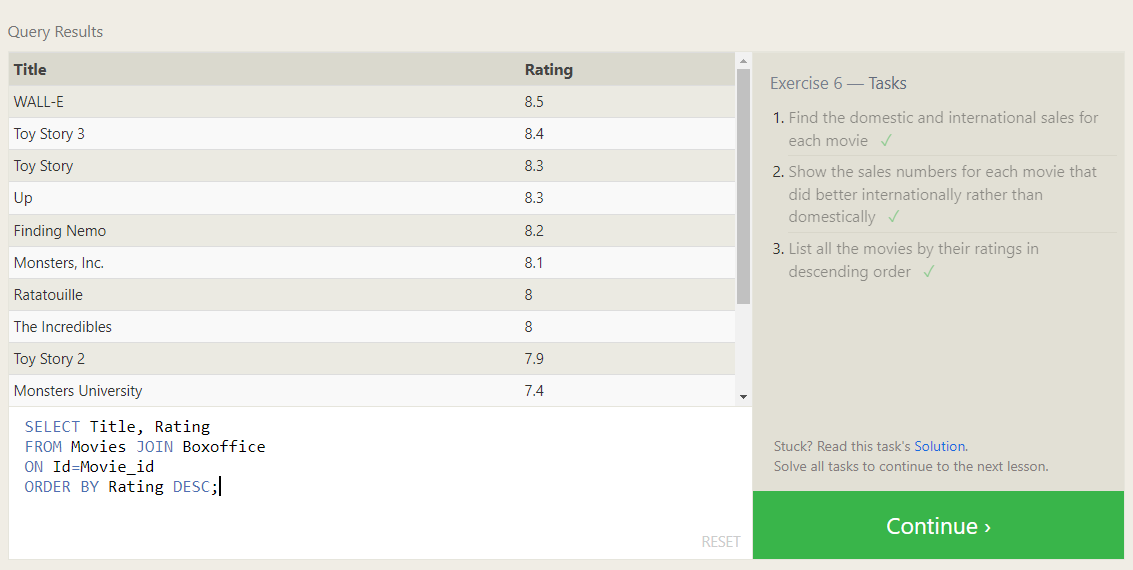 Query Results
Title Rating
WALL-E 8.5
Toy Story 3 8.4
Toy Story 8.3
Up 8.3
Finding Nemo 8.2
Monsters, Inc. 8.1
Ratatouille 8
The Incredibles 8
Toy Story 2 7.9
Monsters University 7.4
SELECT Title, Rating
FROM Movies JOIN Boxoffice
ON Id=Movie_id
ORDER BY Rating DESC;
RESET
Exercise 6 — Tasks
1. Find the domestic and international sales for
each movie ✓
2. Show the sales numbers for each movie that
did better internationally rather than
domestically ✓
3. List all the movies by their ratings in
descending order ✓
Stuck? Read this task's Solution.
Solve all tasks to continue to the next lesson.
Continue ›